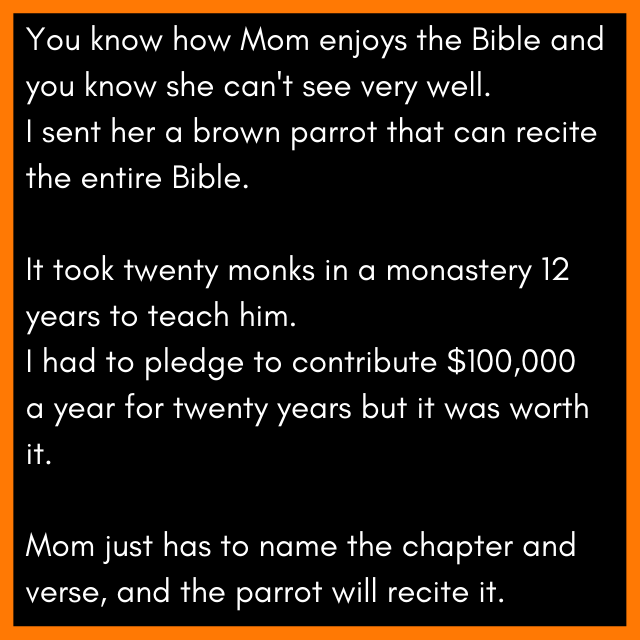 You know how Mom enjoys the Bible and
you know she can't see very well.
I sent her a brown parrot that can recite
the entire Bible.
It took twenty monks in a monastery 12
years to teach him.
I had to pledge to contribute $100,000
a year for twenty years but it was worth
it.
Mom just has to name the chapter and
verse, and the parrot will recite it.